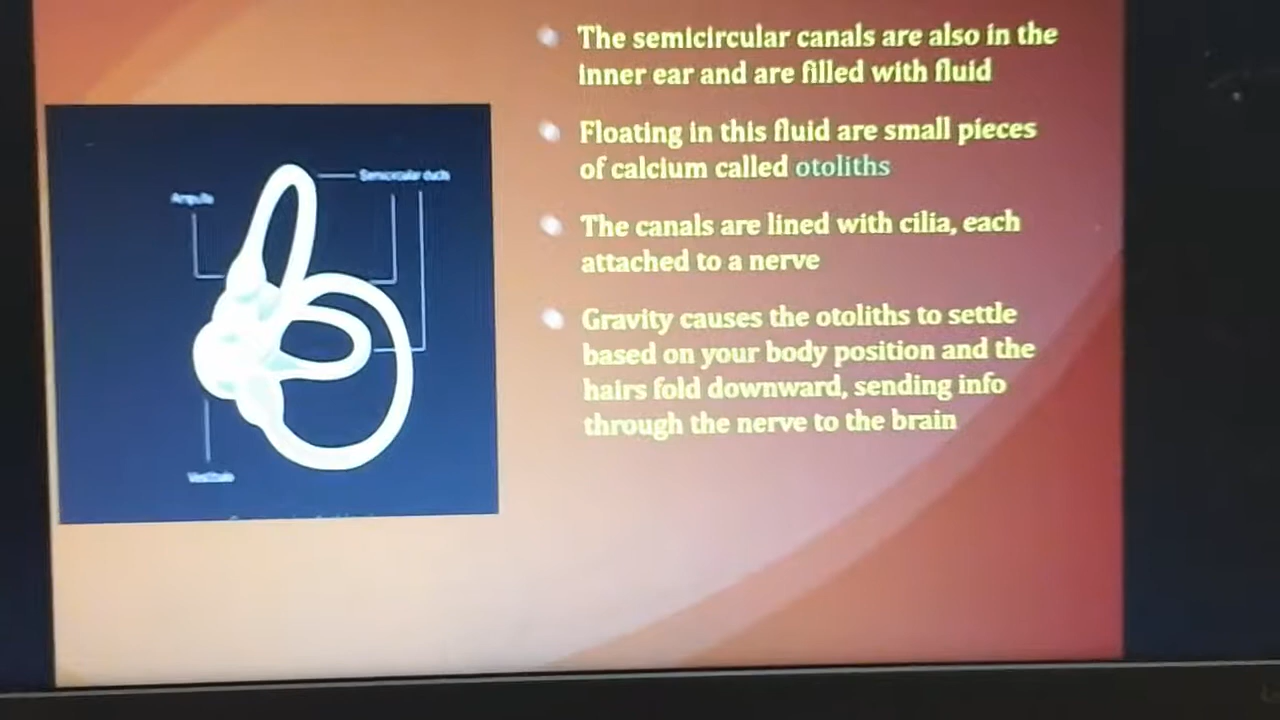 The semicircular canals are also in the
inner ear and are filled with fluid
Floating in this fluid are small pieces
of calcium called otoliths
The canals are lined with cilia, each
attached to a nerve
Gravity causes the otoliths to settle
based on your body position and the
hairs fold downward, sending info
through the nerve to the brain
Semicircular ducts
Ampulla
Vestibule